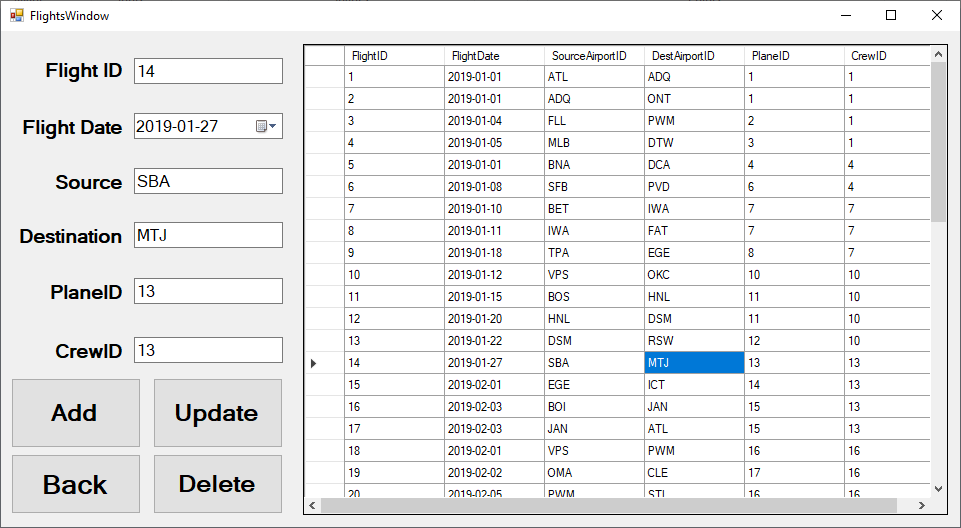 FlightsWindow
Flight ID 14
Flight Date 2019-01-27
Source SBA
Destination MTJ
PlaneID 13
CrewID 13
Add Update
Back Delete
FlightID FlightDate SourceAirportID DestAirportID PlaneID CrewID
1 2019-01-01 ATL ADQ 1 1
2 2019-01-01 ADQ ONT 1 1
3 2019-01-04 FLL PWM 2 1
4 2019-01-05 MLB DTW 3 1
5 2019-01-01 BNA DCA 4 4
6 2019-01-08 SFB PVD 6 4
7 2019-01-10 BET IWA 7 7
8 2019-01-11 IWA FAT 7 7
9 2019-01-18 TPA EGE 8 7
10 2019-01-12 VPS OKC 10 10
11 2019-01-15 BOS HNL 11 10
12 2019-01-20 HNL DSM 11 10
13 2019-01-22 DSM RSW 12 10
14 2019-01-27 SBA MTJ 13 13
15 2019-02-01 EGE ICT 14 13
16 2019-02-03 BOI JAN 15 13
17 2019-02-03 JAN ATL 15 13
18 2019-02-01 VPS PWM 16 16
19 2019-02-02 OMA CLE 17 16
20 2019-02-05 PWM STL 16 16